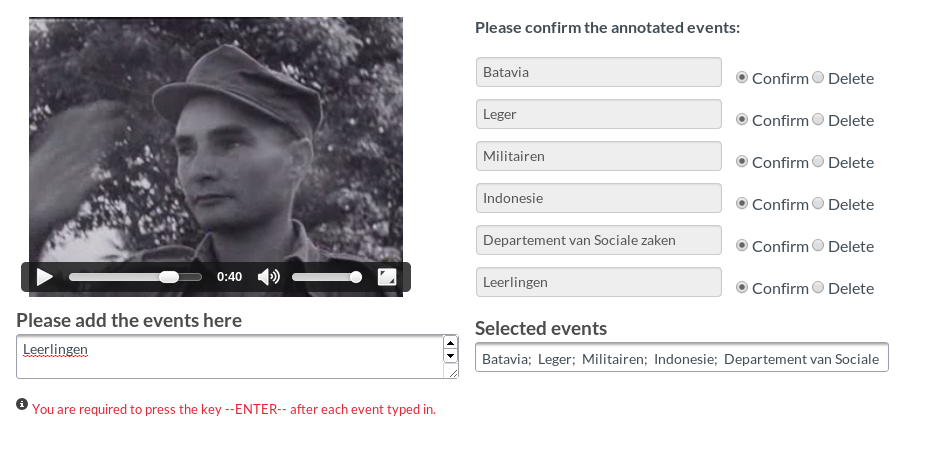 0:40
Please add the events here
Leerlingen
You are required to press the key --ENTER-- after each event typed in.
Please confirm the annotated events:
Batavia Confirm Delete
Leger Confirm Delete
Militairen Confirm Delete
Indonesie Confirm Delete
Departement van Sociale zaken Confirm Delete
Leerlingen Confirm Delete
Selected events
Batavia; Leger; Militairen; Indonesie; Departement van Sociale